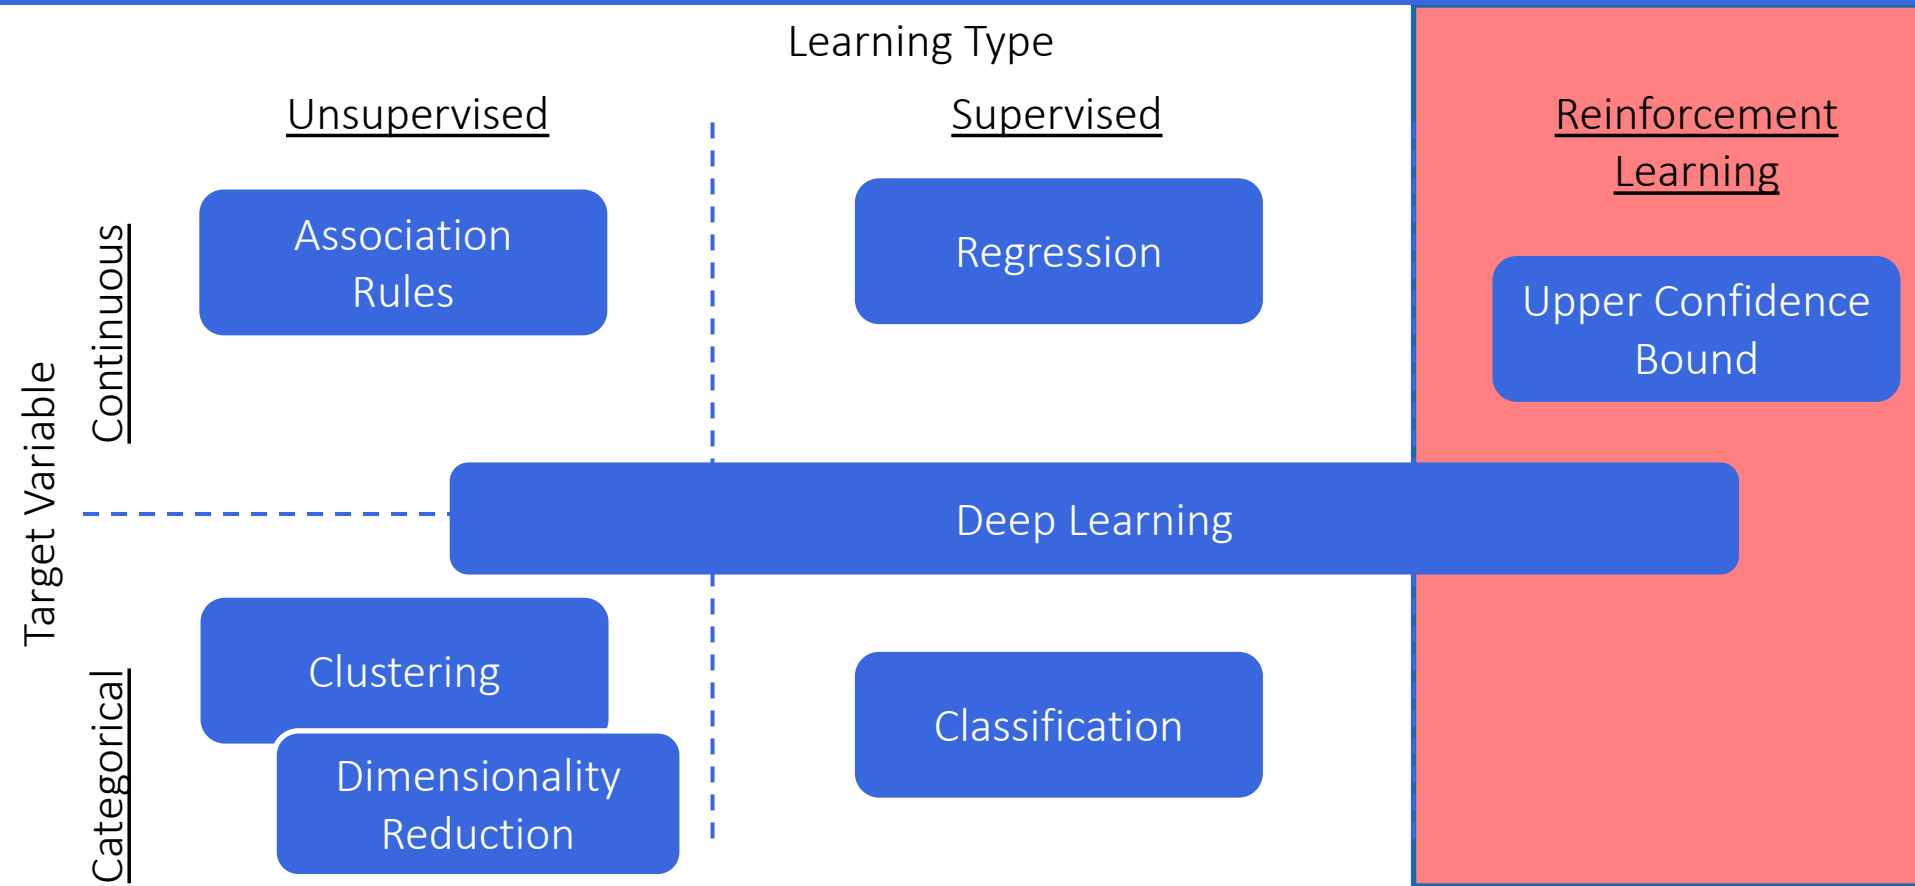 Learning Type
Unsupervised
Supervised
Reinforcement
Learning
Target Variable
Continuous
Association
Rules
Regression
Upper Confidence
Bound
Deep Learning
Categorical
Clustering
Dimensionality
Reduction
Classification